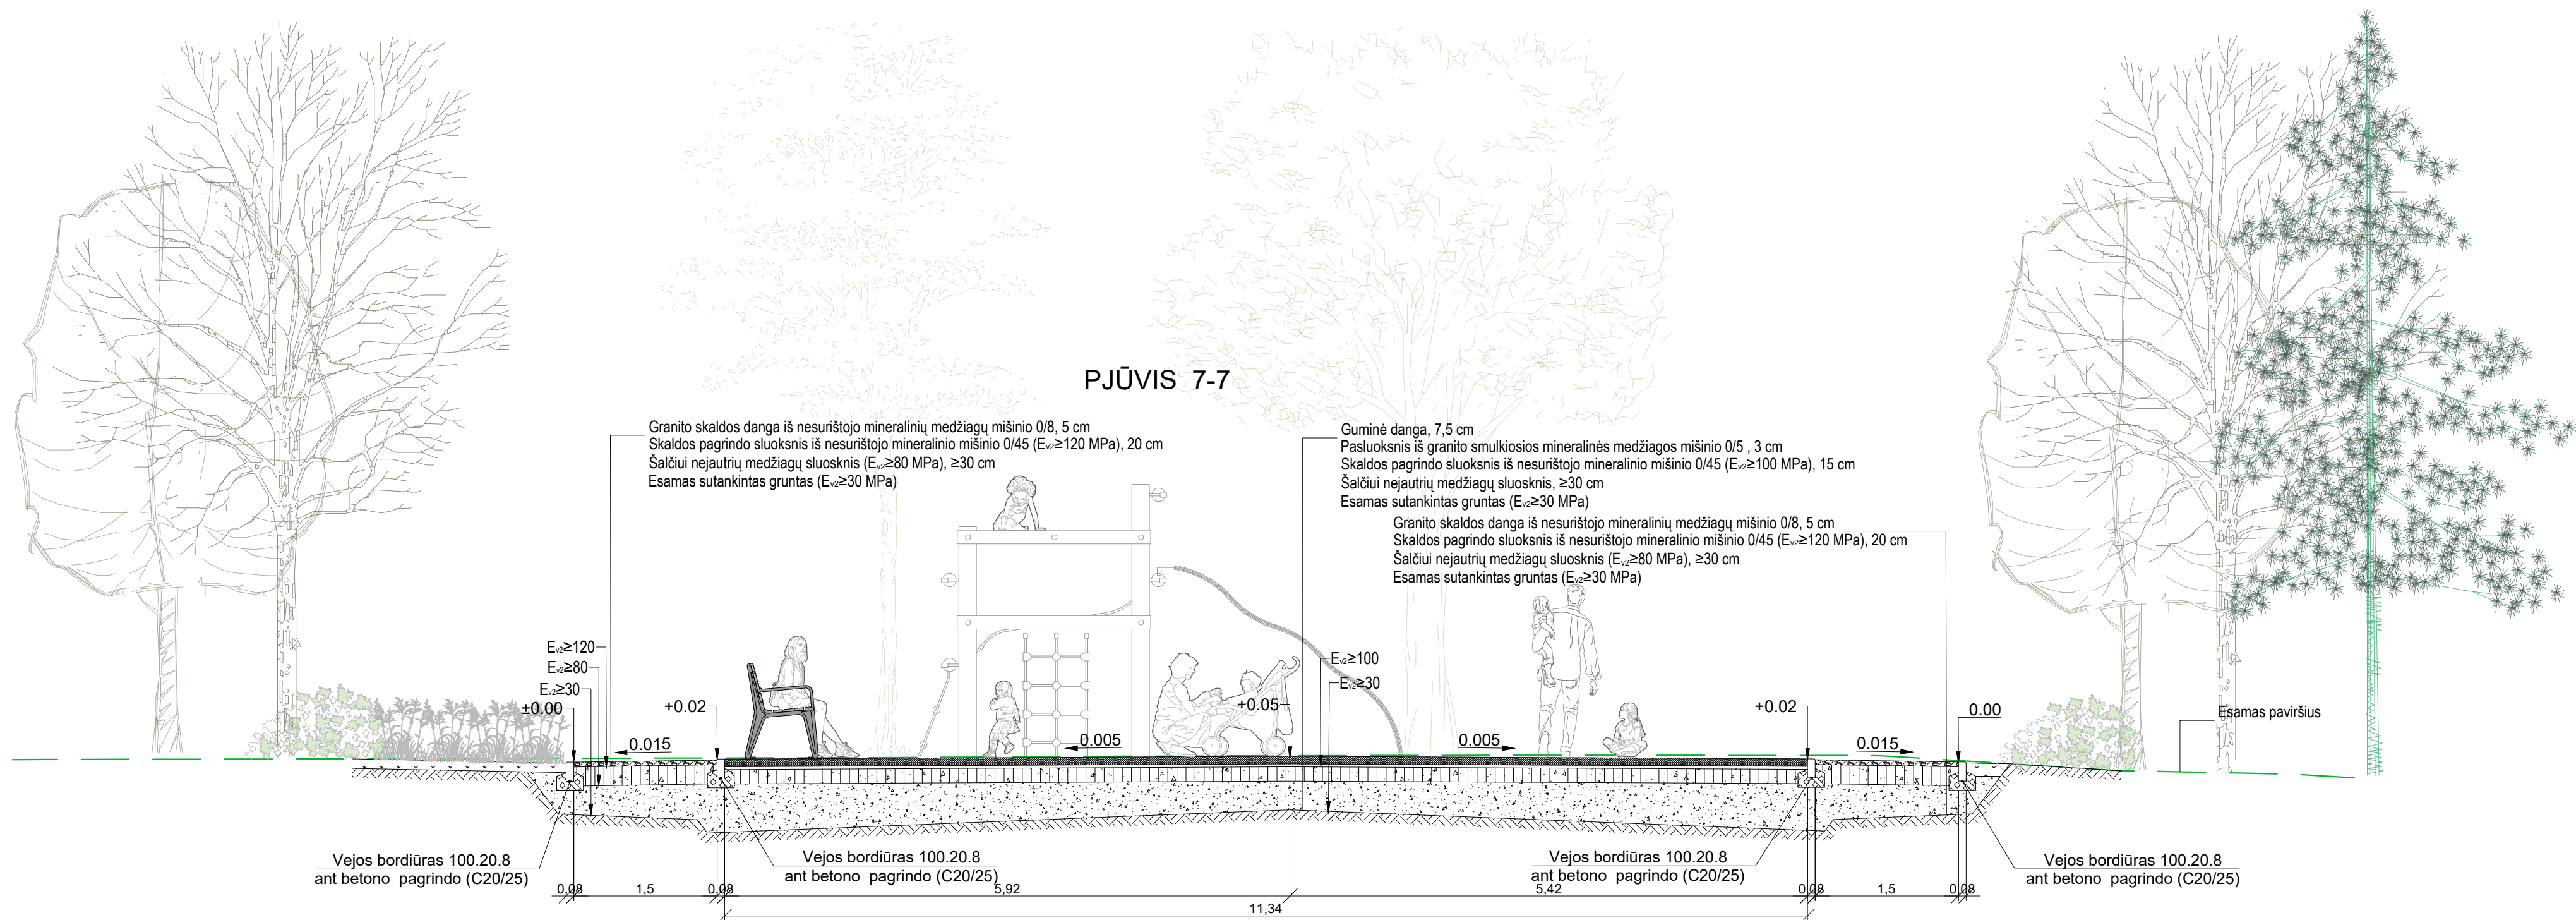 PJŪVIS 7-7
Granito skaldos danga iš nesurištojo mineralinių medžiagų mišinio 0/8, 5 cm
Skaldos pagrindo sluoksnis iš nesurištojo mineralinio mišinio 0/45 (Ev2≥120 MPa), 20 cm
Šalčiui nejautrių medžiagų sluosknis (Ev2≥80 MPa), ≥30 cm
Esamas sutankintas gruntas (Ev2≥30 MPa)
Guminė danga, 7,5 cm
Pasluoksnis iš granito smulkiosios mineralinės medžiagos mišinio 0/5 , 3 cm
Skaldos pagrindo sluoksnis iš nesurištojo mineralinio mišinio 0/45 (Ev2≥100 MPa), 15 cm
Šalčiui nejautrių medžiagų sluosknis, ≥30 cm
Esamas sutankintas gruntas (Ev2≥30 MPa)
Granito skaldos danga iš nesurištojo mineralinių medžiagų mišinio 0/8, 5 cm
Skaldos pagrindo sluoksnis iš nesurištojo mineralinio mišinio 0/45 (Ev2≥120 MPa), 20 cm
Šalčiui nejautrių medžiagų sluosknis (Ev2≥80 MPa), ≥30 cm
Esamas sutankintas gruntas (Ev2≥30 MPa)
Ev2≥120
Ev2≥80
Ev2≥30
±0.00
+0.02
0.015
0.005
+0.05
Ev2≥100
Ev2≥30
0.005
+0.02
0.015
0.00
Esamas paviršius
Vejos bordiūras 100.20.8
ant betono pagrindo (C20/25)
Vejos bordiūras 100.20.8
ant betono pagrindo (C20/25)
Vejos bordiūras 100.20.8
ant betono pagrindo (C20/25)
Vejos bordiūras 100.20.8
ant betono pagrindo (C20/25)
0,08 1,5 0,08 5,92 5,42 0,08 1,5 0,08
11,34